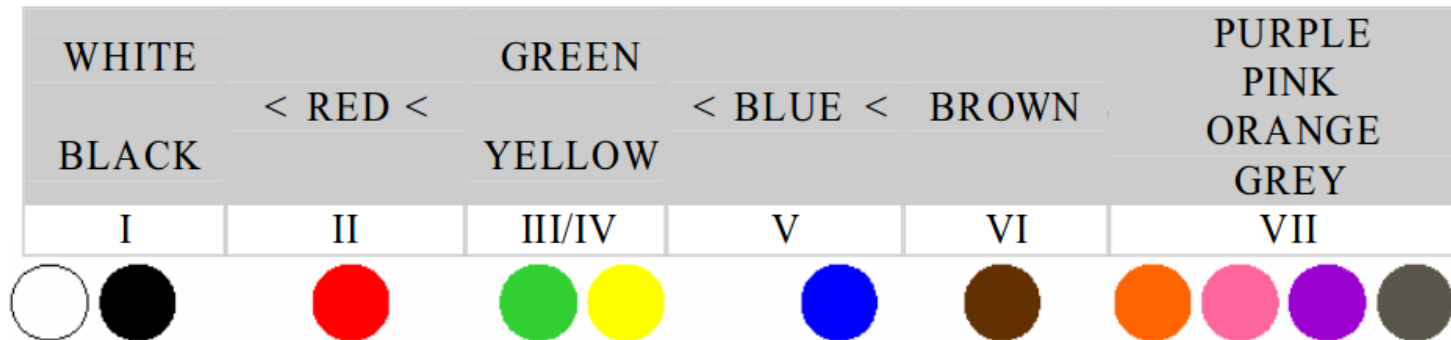 WHITE GREEN PURPLE
PINK
< RED < < BLUE < BROWN
ORANGE
BLACK YELLOW
GREY
I II III/IV V VI VII